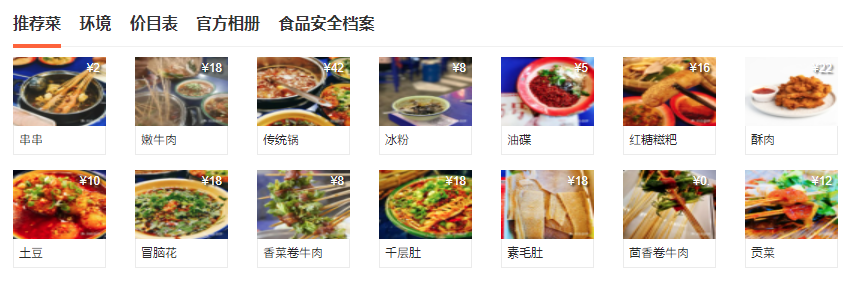 推荐菜 环境 价目表 官方相册 食品安全档案
¥2 ¥18 ¥42 ¥8 ¥5 ¥16 ¥22
串串 嫩牛肉 传统锅 冰粉 油碟 红糖糍粑 酥肉
¥10 ¥18 ¥8 ¥18 ¥18 ¥0 ¥12
土豆 冒脑花 香菜卷牛肉 千层肚 素毛肚 茴香卷牛肉 贡菜